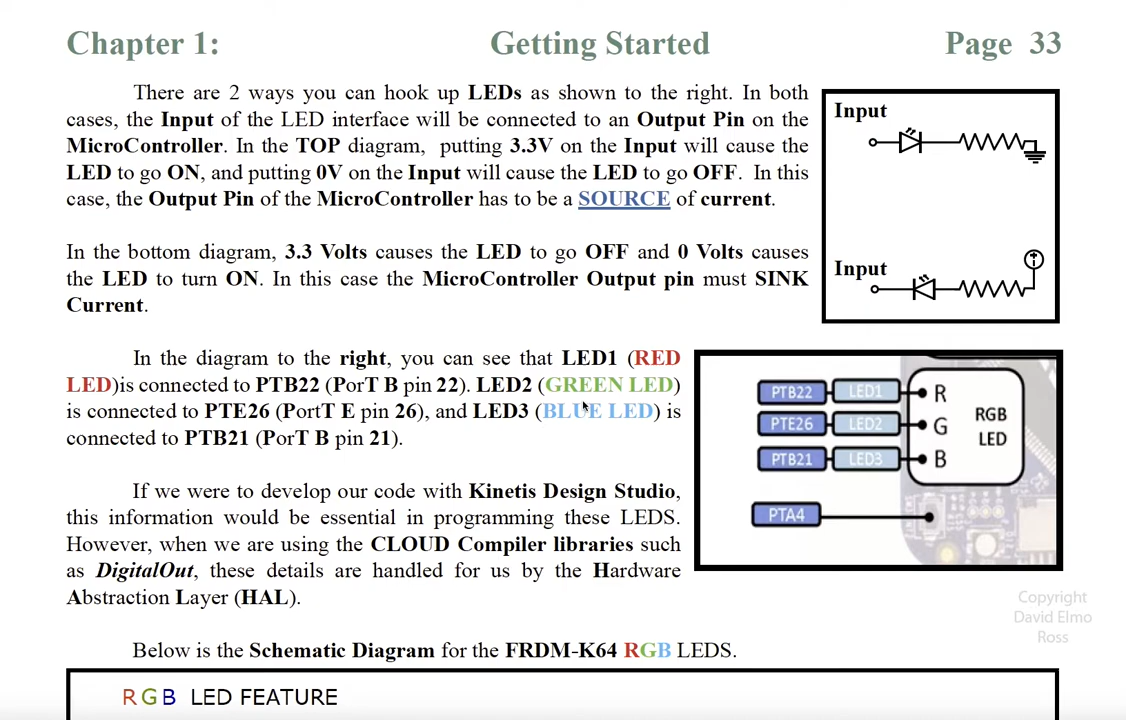 Chapter 1: Getting Started Page 33
There are 2 ways you can hook up LEDs as shown to the right. In both
cases, the Input of the LED interface will be connected to an Output Pin on the
MicroController. In the TOP diagram, putting 3.3V on the Input will cause the
LED to go ON, and putting 0V on the Input will cause the LED to go OFF. In this
case, the Output Pin of the MicroController has to be a SOURCE of current.
In the bottom diagram, 3.3 Volts causes the LED to go OFF and 0 Volts causes
the LED to turn ON. In this case the MicroController Output pin must SINK
Current.
Input
Input
In the diagram to the right, you can see that LED1 (RED
LED)is connected to PTB22 (PorT B pin 22). LED2 (GREEN LED)
is connected to PTE26 (PortT E pin 26), and LED3 (BLUE LED) is
connected to PTB21 (PorT B pin 21).
If we were to develop our code with Kinetis Design Studio,
this information would be essential in programming these LEDS.
However, when we are using the CLOUD Compiler libraries such
as DigitalOut, these details are handled for us by the Hardware
Abstraction Layer (HAL).
PTB22 LED1 R
PTE26 LED2 G
PTB21 LED3 B
RGB
LED
PTA4
Copyright
David Elmo
Ross
Below is the Schematic Diagram for the FRDM-K64 RGB LEDS.
RGB LED FEATURE